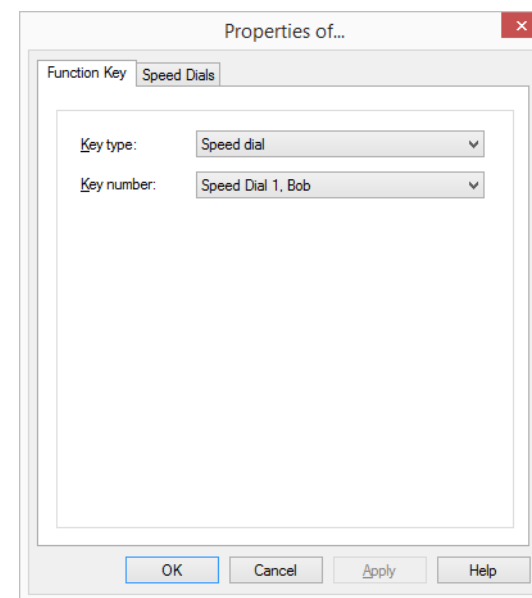 Properties of...
Function Key Speed Dials
Key type: Speed dial
Key number: Speed Dial 1, Bob
OK Cancel Apply Help